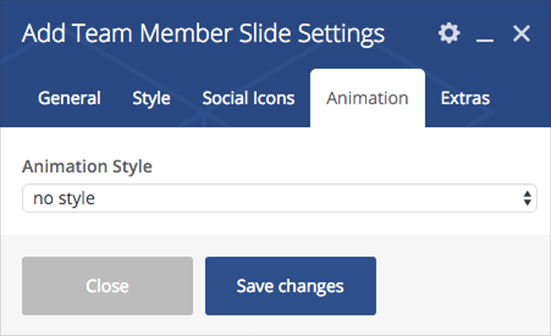 Add Team Member Slide Settings
General Style Social Icons Animation Extras
Animation Style
no style
Close Save changes